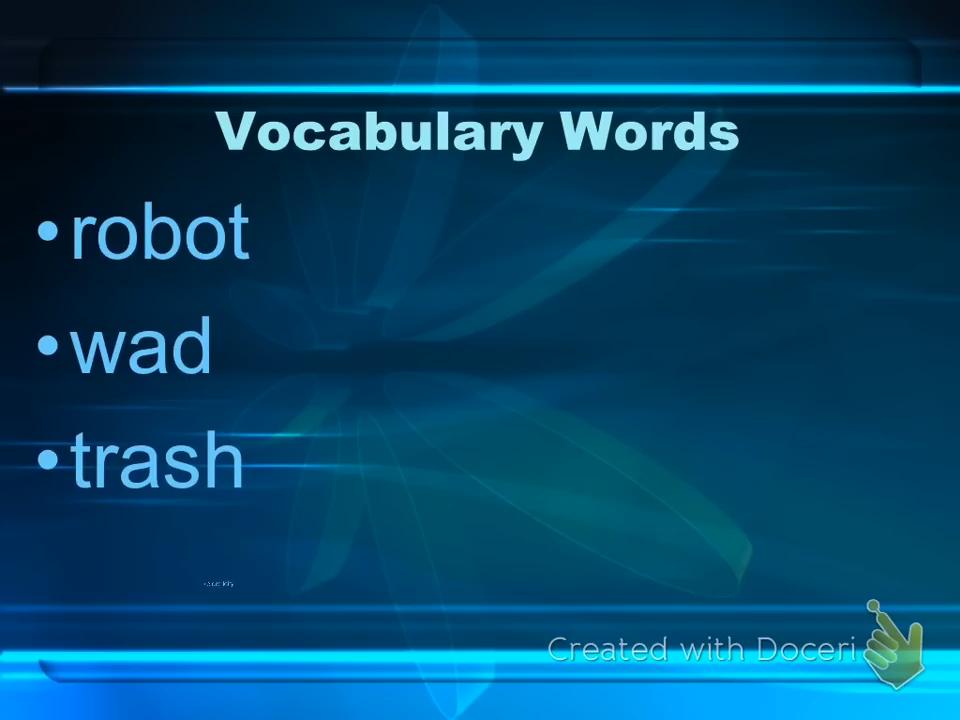 Vocabulary Words
• robot
• wad
• trash
Created with Doceri